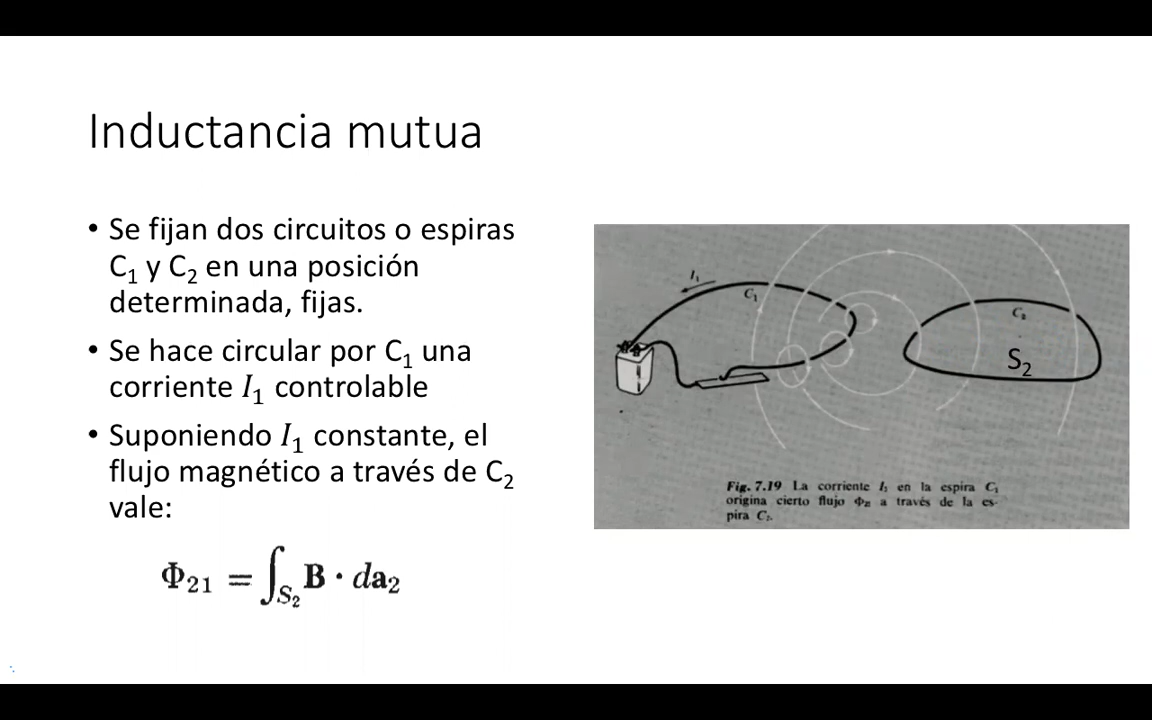 Inductancia mutua
• Se fijan dos circuitos o espiras
C₁ y C₂ en una posición
determinada, fijas.
• Se hace circular por C₁ una
corriente I₁ controlable
• Suponiendo I₁ constante, el
flujo magnético a través de C₂
vale:
Φ₂₁ = ∫S₂ B · da₂
I₁
C₁
C₂
S₂
Fig. 7.19 La corriente I₁ en la espira C₁
origina cierto flujo Φ₂₁ a través de la es-
pira C₂.